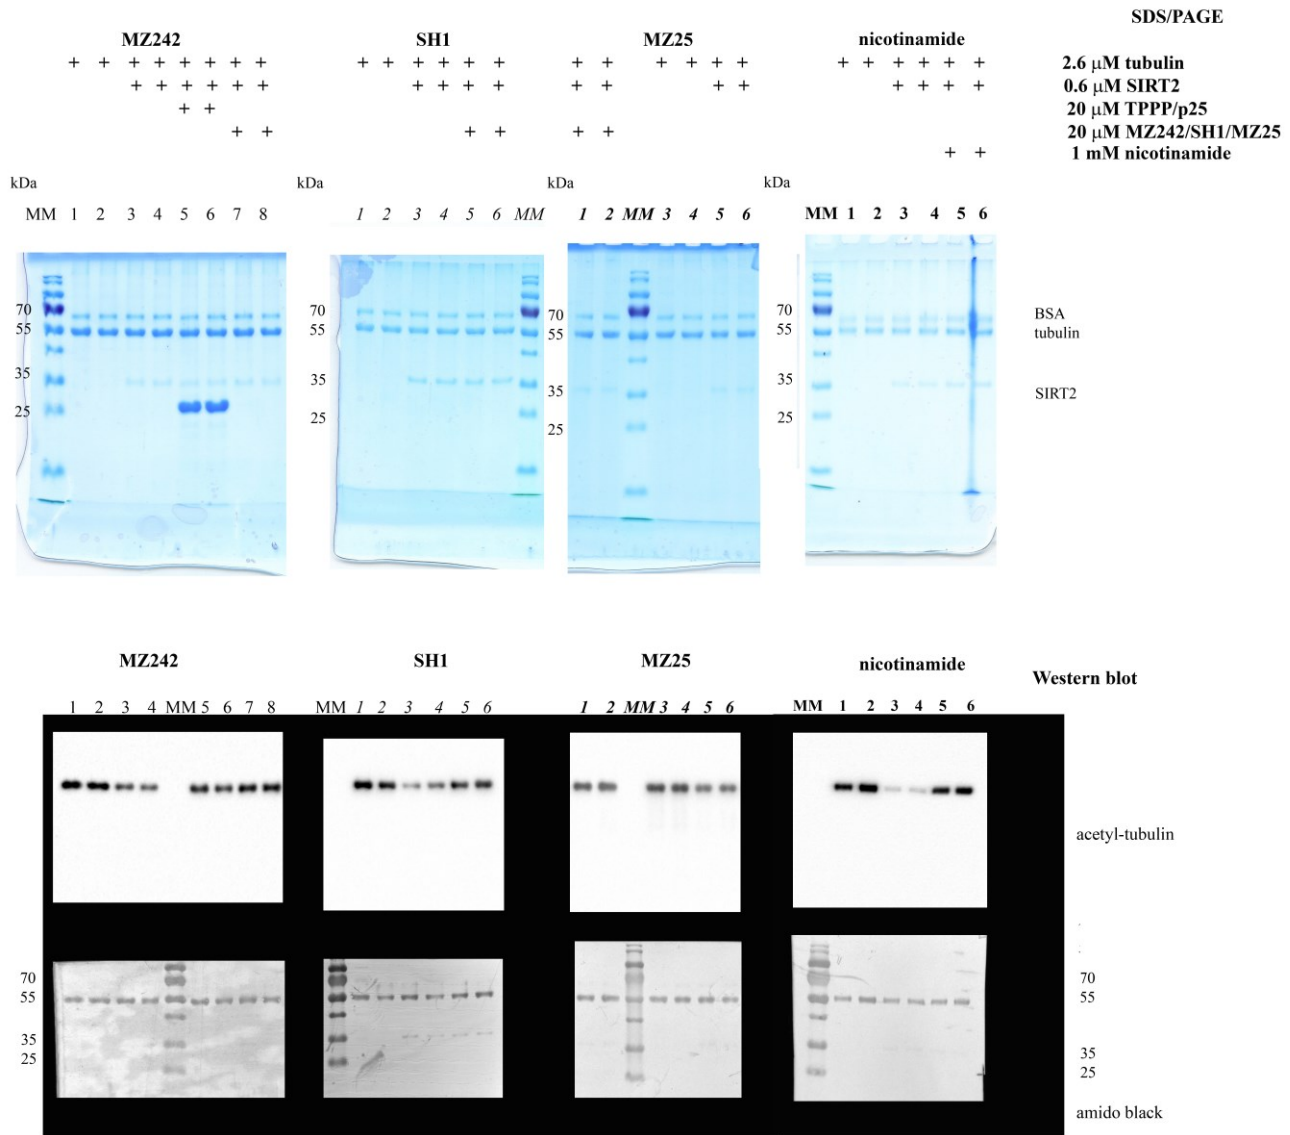 SDS/PAGE
MZ242 SH1 MZ25 nicotinamide
+ + + + + + + + + + + + + + + + + + + + + + + + + + 2.6 μM tubulin
+ + + + + + + + + + + + + + + + + + 0.6 μM SIRT2
+ + 20 μM TPPP/p25
+ + + + + + 20 μM MZ242/SH1/MZ25
+ + 1 mM nicotinamide
kDa kDa kDa kDa
MM 1 2 3 4 5 6 7 8 1 2 3 4 5 6 MM 1 2 MM 3 4 5 6 MM 1 2 3 4 5 6
70 70 70 70 BSA
55 55 55 55 tubulin
35 35 35 35 SIRT2
25 25 25 25
MZ242 SH1 MZ25 nicotinamide
Western blot
1 2 3 4 MM 5 6 7 8 MM 1 2 3 4 5 6 1 2 MM 3 4 5 6 MM 1 2 3 4 5 6
acetyl-tubulin
70 70
55 55
35 35
25 25
amido black